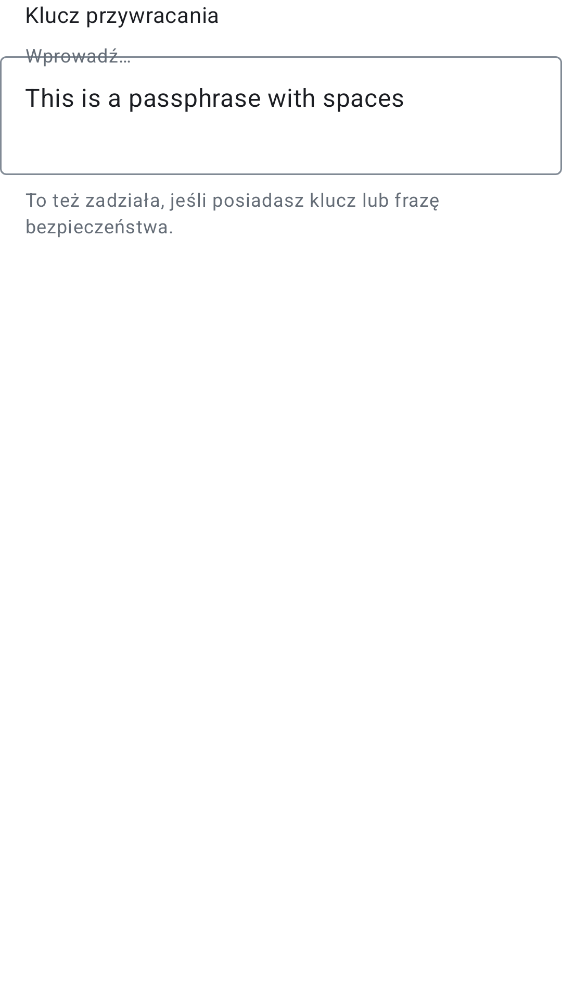 Klucz przywracania
Wprowadź…
This is a passphrase with spaces
To też zadziała, jeśli posiadasz klucz lub frazę
bezpieczeństwa.